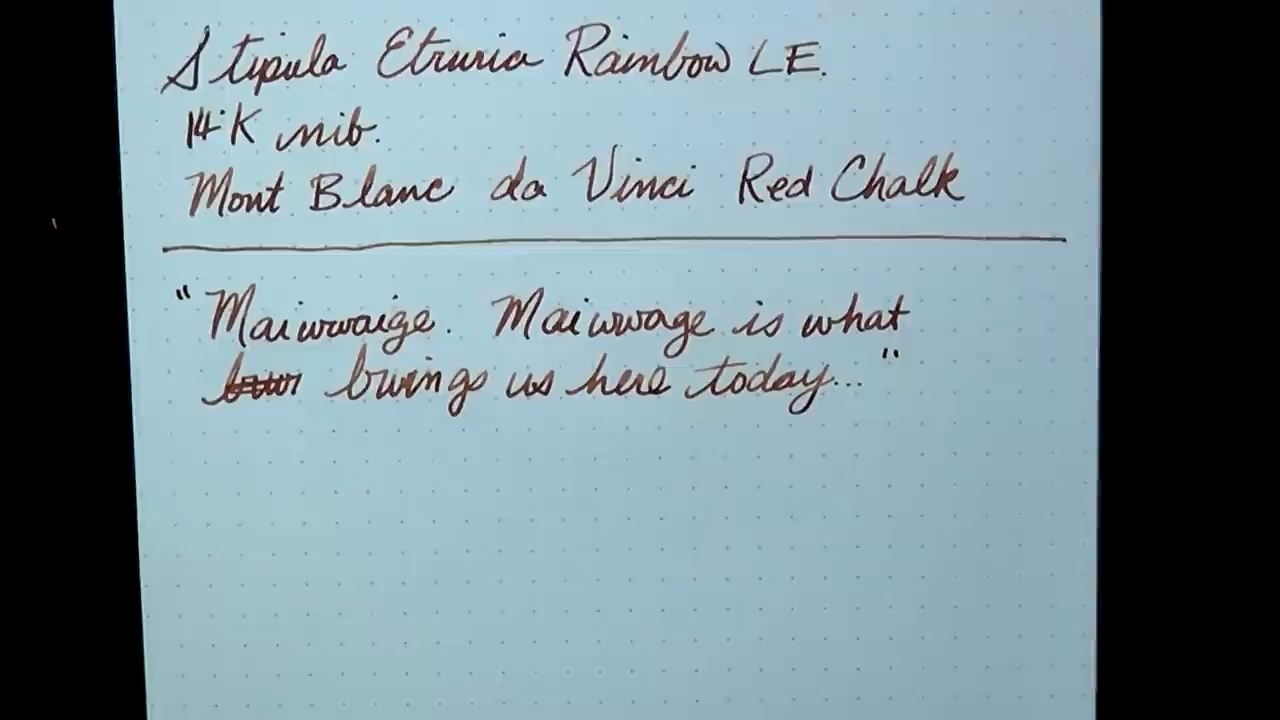 Stipula Etruria Rainbow LE.
14K nib.
Mont Blanc da Vinci Red Chalk
"Maiwwaige. Maiwwage is what
bwings us here today..."